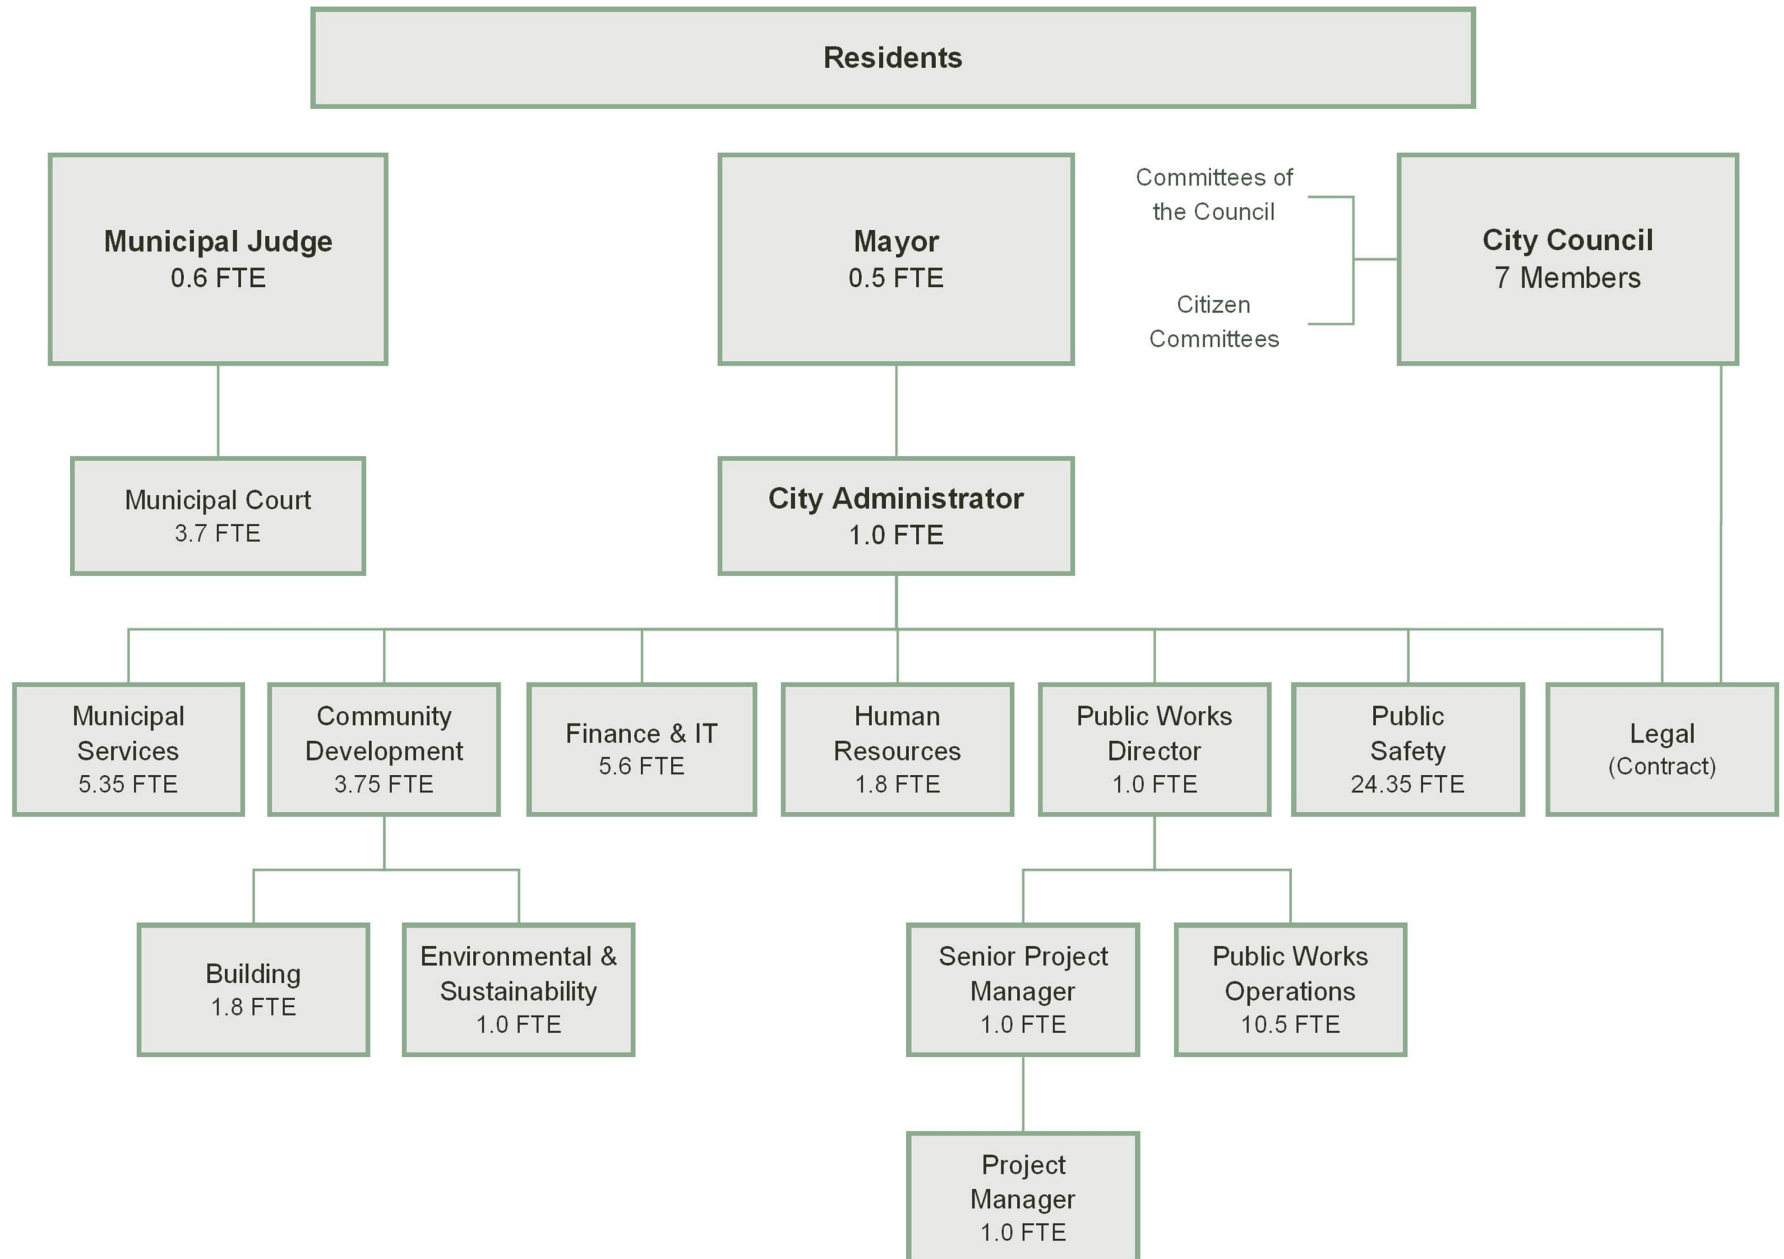 Residents
Municipal Judge
0.6 FTE
Mayor
0.5 FTE
Committees of
the Council
Citizen
Committees
City Council
7 Members
Municipal Court
3.7 FTE
City Administrator
1.0 FTE
Municipal
Services
5.35 FTE
Community
Development
3.75 FTE
Finance & IT
5.6 FTE
Human
Resources
1.8 FTE
Public Works
Director
1.0 FTE
Public
Safety
24.35 FTE
Legal
(Contract)
Building
1.8 FTE
Environmental &
Sustainability
1.0 FTE
Senior Project
Manager
1.0 FTE
Public Works
Operations
10.5 FTE
Project
Manager
1.0 FTE